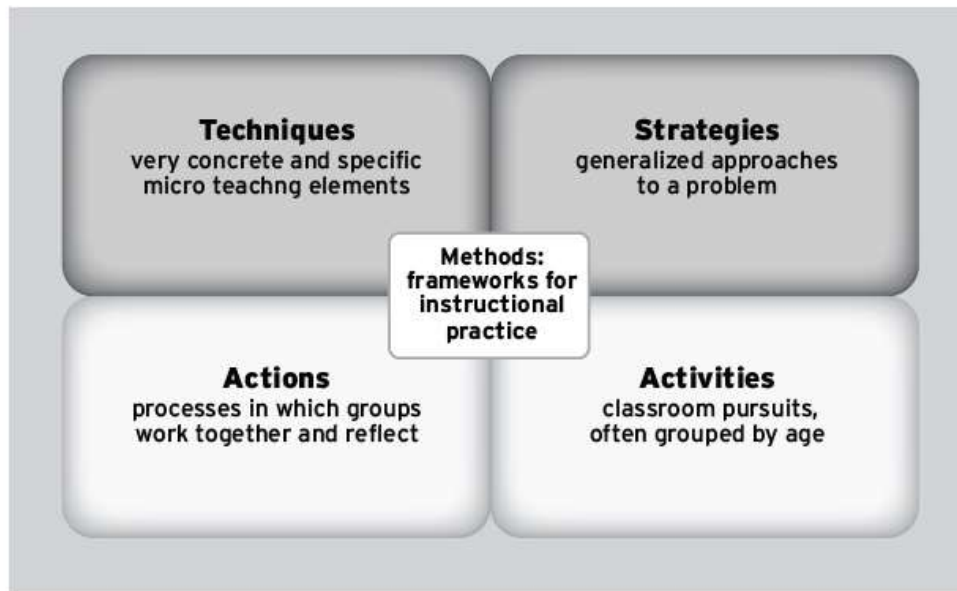 Techniques
very concrete and specific
micro teachng elements
Strategies
generalized approaches
to a problem
Methods:
frameworks for
instructional
practice
Actions
processes in which groups
work together and reflect
Activities
classroom pursuits,
often grouped by age